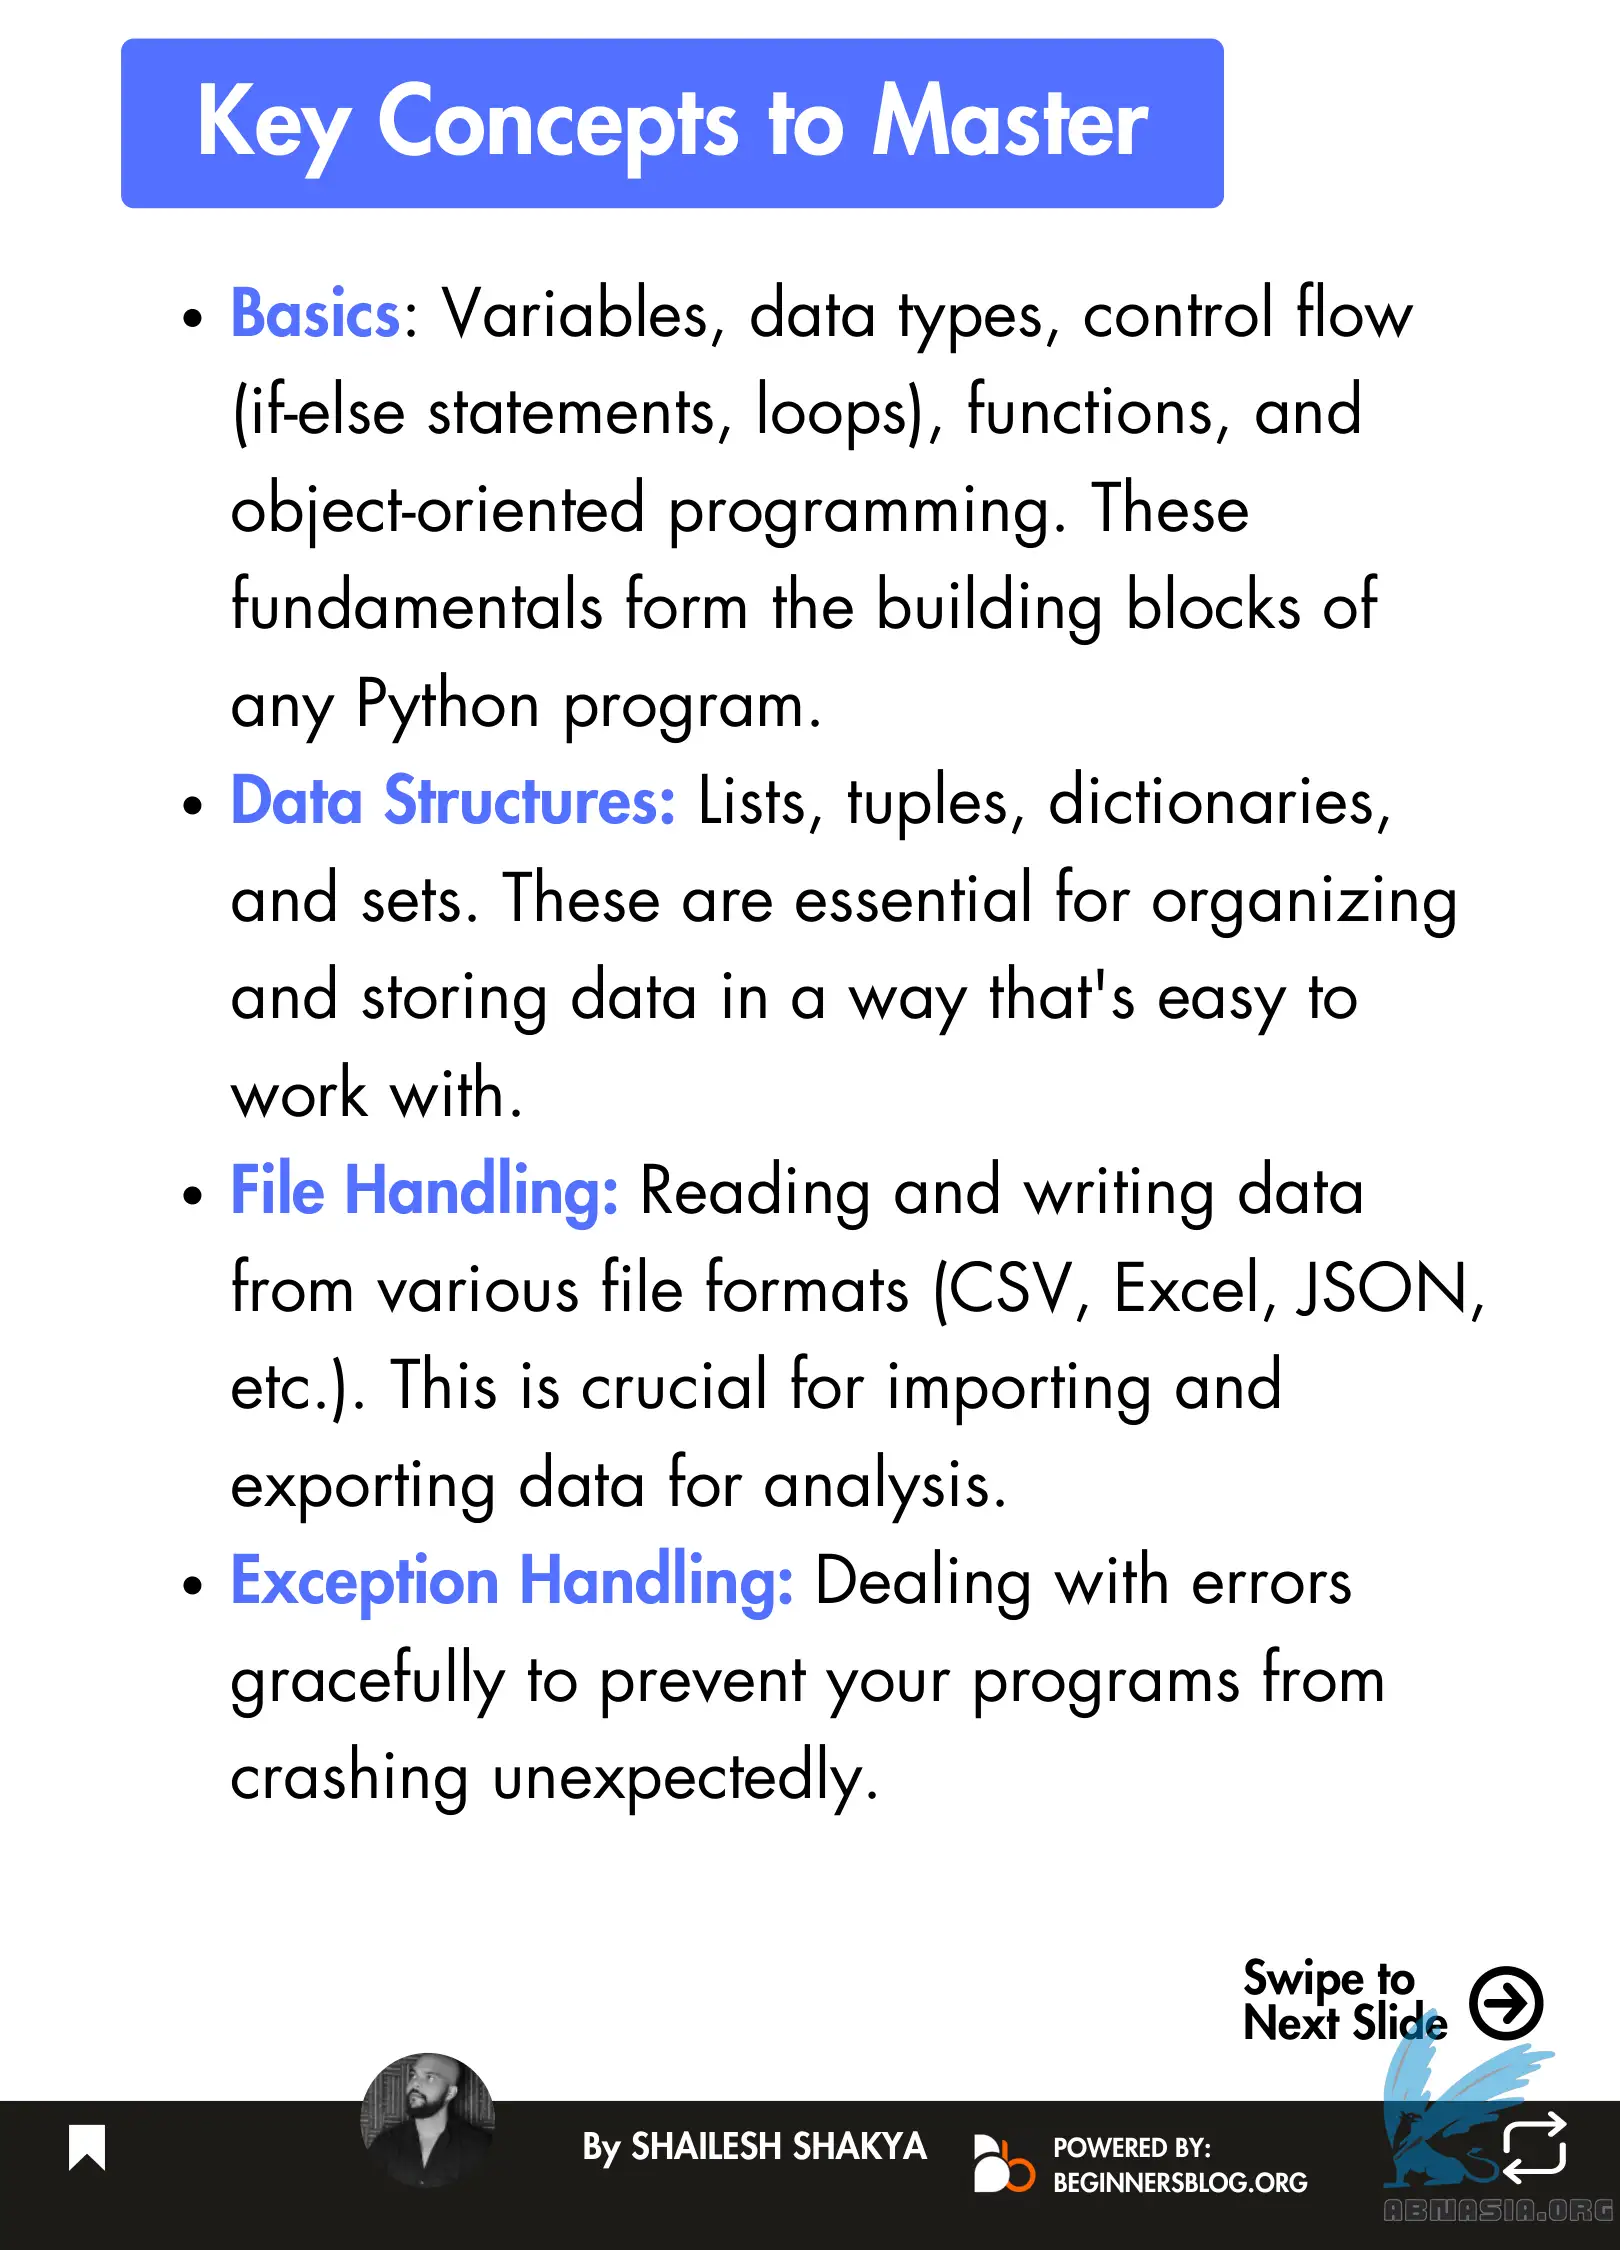 Key Concepts to Master
• Basics: Variables, data types, control flow
(if-else statements, loops), functions, and
object-oriented programming. These
fundamentals form the building blocks of
any Python program.
• Data Structures: Lists, tuples, dictionaries,
and sets. These are essential for organizing
and storing data in a way that's easy to
work with.
• File Handling: Reading and writing data
from various file formats (CSV, Excel, JSON,
etc.). This is crucial for importing and
exporting data for analysis.
• Exception Handling: Dealing with errors
gracefully to prevent your programs from
crashing unexpectedly.
Swipe to
Next Slide
By SHAILESH SHAKYA
POWERED BY:
BEGINNERSBLOG.ORG
ABNASIA.ORG